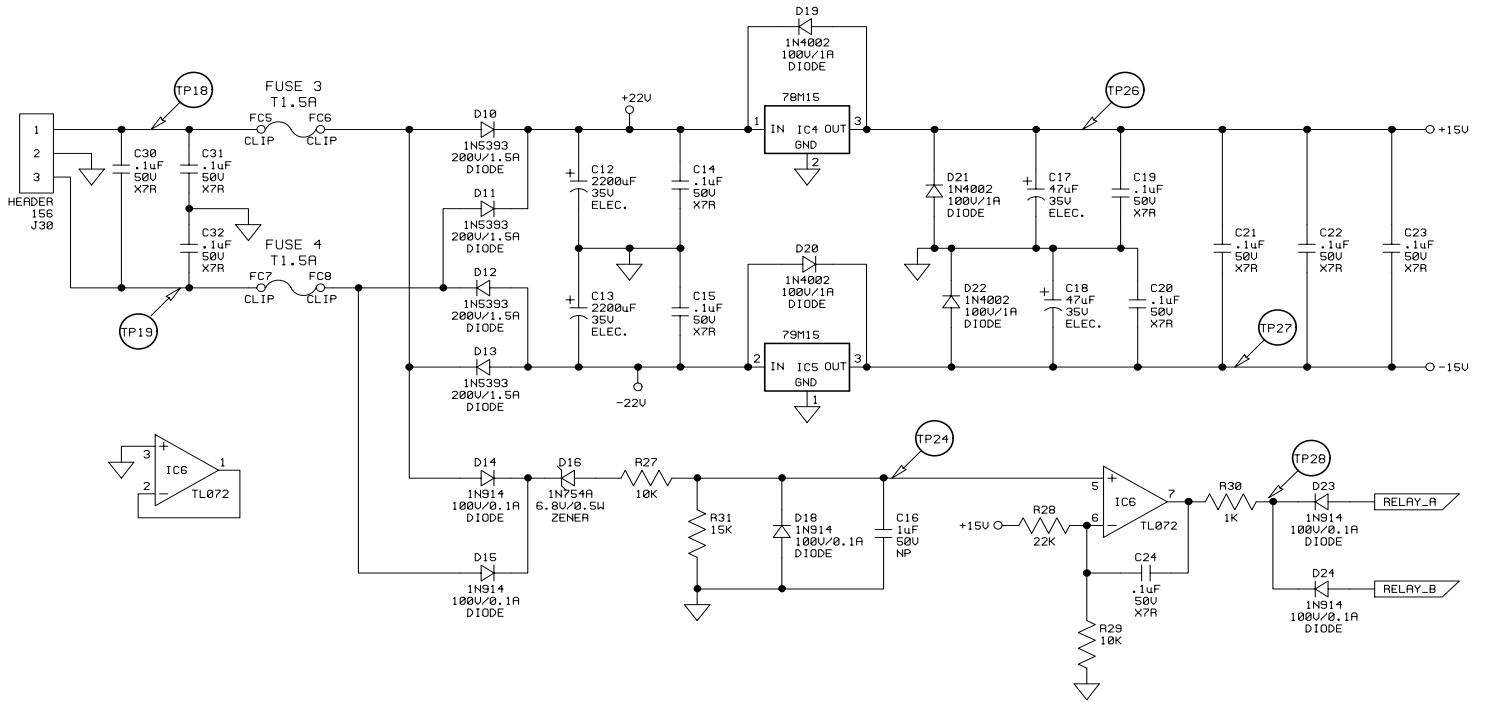 D19
1N4002
100V/1A
DIODE
TP18
FUSE 3
T1.5A
FC5
FC6
CLIP
CLIP
+22V
78M15
1
IN
IC4
OUT
3
GND
2
TP26
+15V
1
2
3
HEADER
156
J30
C30
.1uF
50V
X7R
C31
.1uF
50V
X7R
D10
1N5393
200V/1.5A
DIODE
D11
1N5393
200V/1.5A
DIODE
C12
2200uF
35V
ELEC.
+
C14
.1uF
50V
X7R
D21
1N4002
100V/1A
DIODE
+
C17
47uF
35V
ELEC.
C19
.1uF
50V
X7R
C32
.1uF
50V
X7R
FUSE 4
T1.5A
FC7
FC8
CLIP
CLIP
TP19
D12
1N5393
200V/1.5A
DIODE
D13
1N5393
200V/1.5A
DIODE
+
C13
2200uF
35V
ELEC.
C15
.1uF
50V
X7R
D20
1N4002
100V/1A
DIODE
D22
1N4002
100V/1A
DIODE
+
C18
47uF
35V
ELEC.
C20
.1uF
50V
X7R
C21
.1uF
50V
X7R
C22
.1uF
50V
X7R
C23
.1uF
50V
X7R
TP27
-22V
79M15
2
IN
IC5
OUT
3
GND
1
-15V
3
+
2
-
IC6
1
TL072
D14
1N914
100V/0.1A
DIODE
D16
1N754A
6.8V/0.5W
ZENER
R27
10K
R31
15K
D18
1N914
100V/0.1A
DIODE
C16
1uF
50V
NP
TP24
D15
1N914
100V/0.1A
DIODE
+15V
R28
22K
5
+
6
-
IC6
7
TL072
C24
.1uF
50V
X7R
R29
10K
R30
1K
TP28
D23
1N914
100V/0.1A
DIODE
RELAY_A
D24
1N914
100V/0.1A
DIODE
RELAY_B